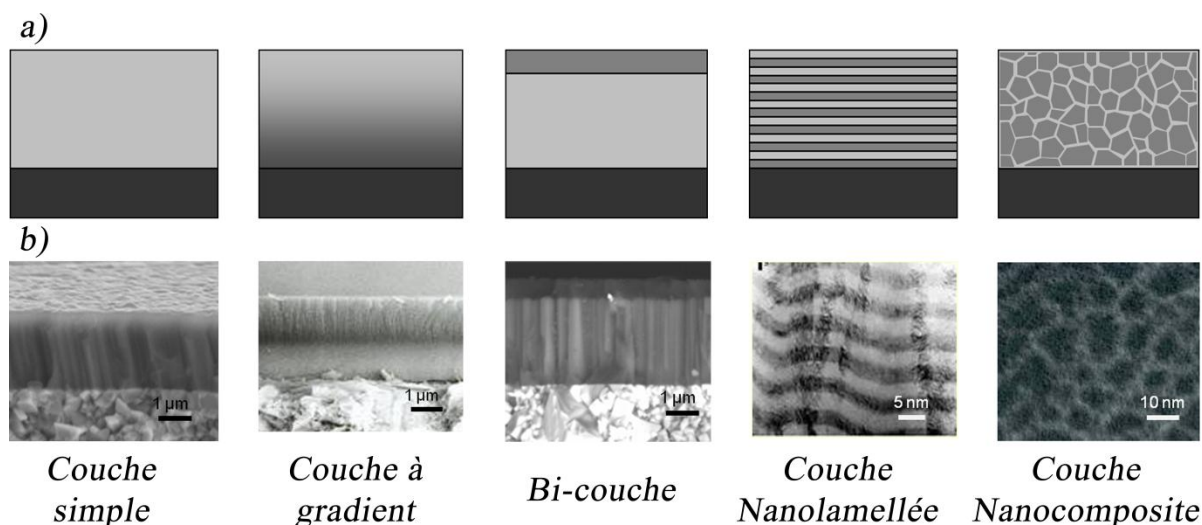 a)
b)
1 µm
1 µm
1 µm
5 nm
10 nm
Couche
simple
Couche à
gradient
Bi-couche
Couche
Nanolamellée
Couche
Nanocomposite